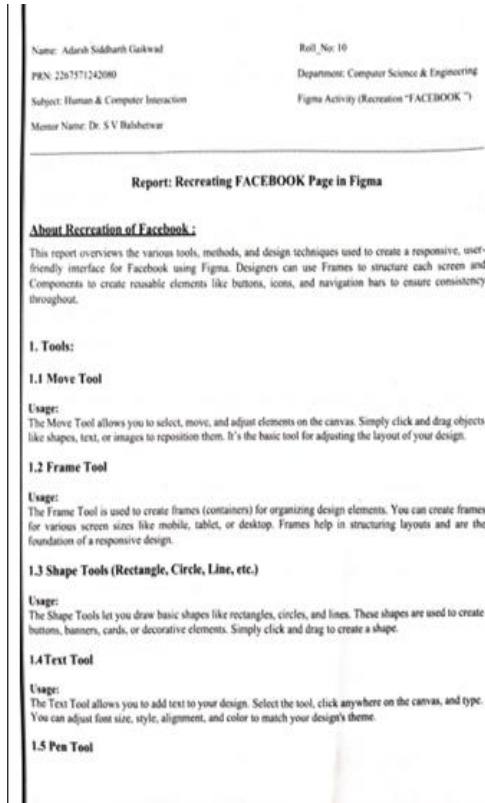 Name: Adarsh Siddharth Gaikwad
Roll_No: 10
PRN: 2267571242080
Department: Computer Science & Engineering
Subject: Human & Computer Interaction
Figma Activity (Recreation "FACEBOOK ")
Mentor Name: Dr. S V Balshetwar
Report: Recreating FACEBOOK Page in Figma
About Recreation of Facebook :
This report overviews the various tools, methods, and design techniques used to create a responsive, user-
friendly interface for Facebook using Figma. Designers can use Frames to structure each screen and
Components to create reusable elements like buttons, icons, and navigation bars to ensure consistency
throughout.
1. Tools:
1.1 Move Tool
Usage:
The Move Tool allows you to select, move, and adjust elements on the canvas. Simply click and drag objects
like shapes, text, or images to reposition them. It's the basic tool for adjusting the layout of your design.
1.2 Frame Tool
Usage:
The Frame Tool is used to create frames (containers) for organizing design elements. You can create frames
for various screen sizes like mobile, tablet, or desktop. Frames help in structuring layouts and are the
foundation of a responsive design.
1.3 Shape Tools (Rectangle, Circle, Line, etc.)
Usage:
The Shape Tools let you draw basic shapes like rectangles, circles, and lines. These shapes are used to create
buttons, banners, cards, or decorative elements. Simply click and drag to create a shape.
1.4Text Tool
Usage:
The Text Tool allows you to add text to your design. Select the tool, click anywhere on the canvas, and type.
You can adjust font size, style, alignment, and color to match your design's theme.
1.5 Pen Tool